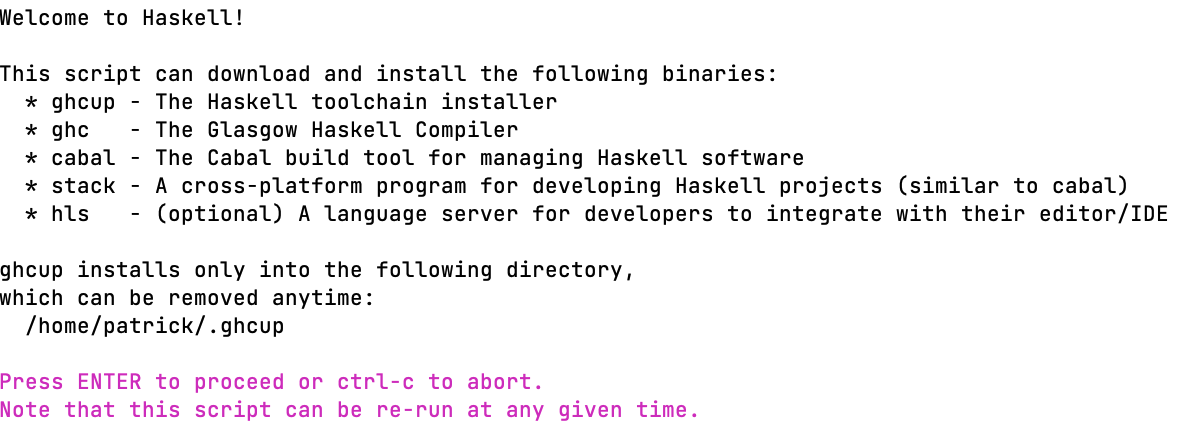 Welcome to Haskell!

This script can download and install the following binaries:
  * ghcup - The Haskell toolchain installer
  * ghc   - The Glasgow Haskell Compiler
  * cabal - The Cabal build tool for managing Haskell software
  * stack - A cross-platform program for developing Haskell projects (similar to cabal)
  * hls   - (optional) A language server for developers to integrate with their editor/IDE

ghcup installs only into the following directory,
which can be removed anytime:
  /home/patrick/.ghcup

Press ENTER to proceed or ctrl-c to abort.
Note that this script can be re-run at any given time.